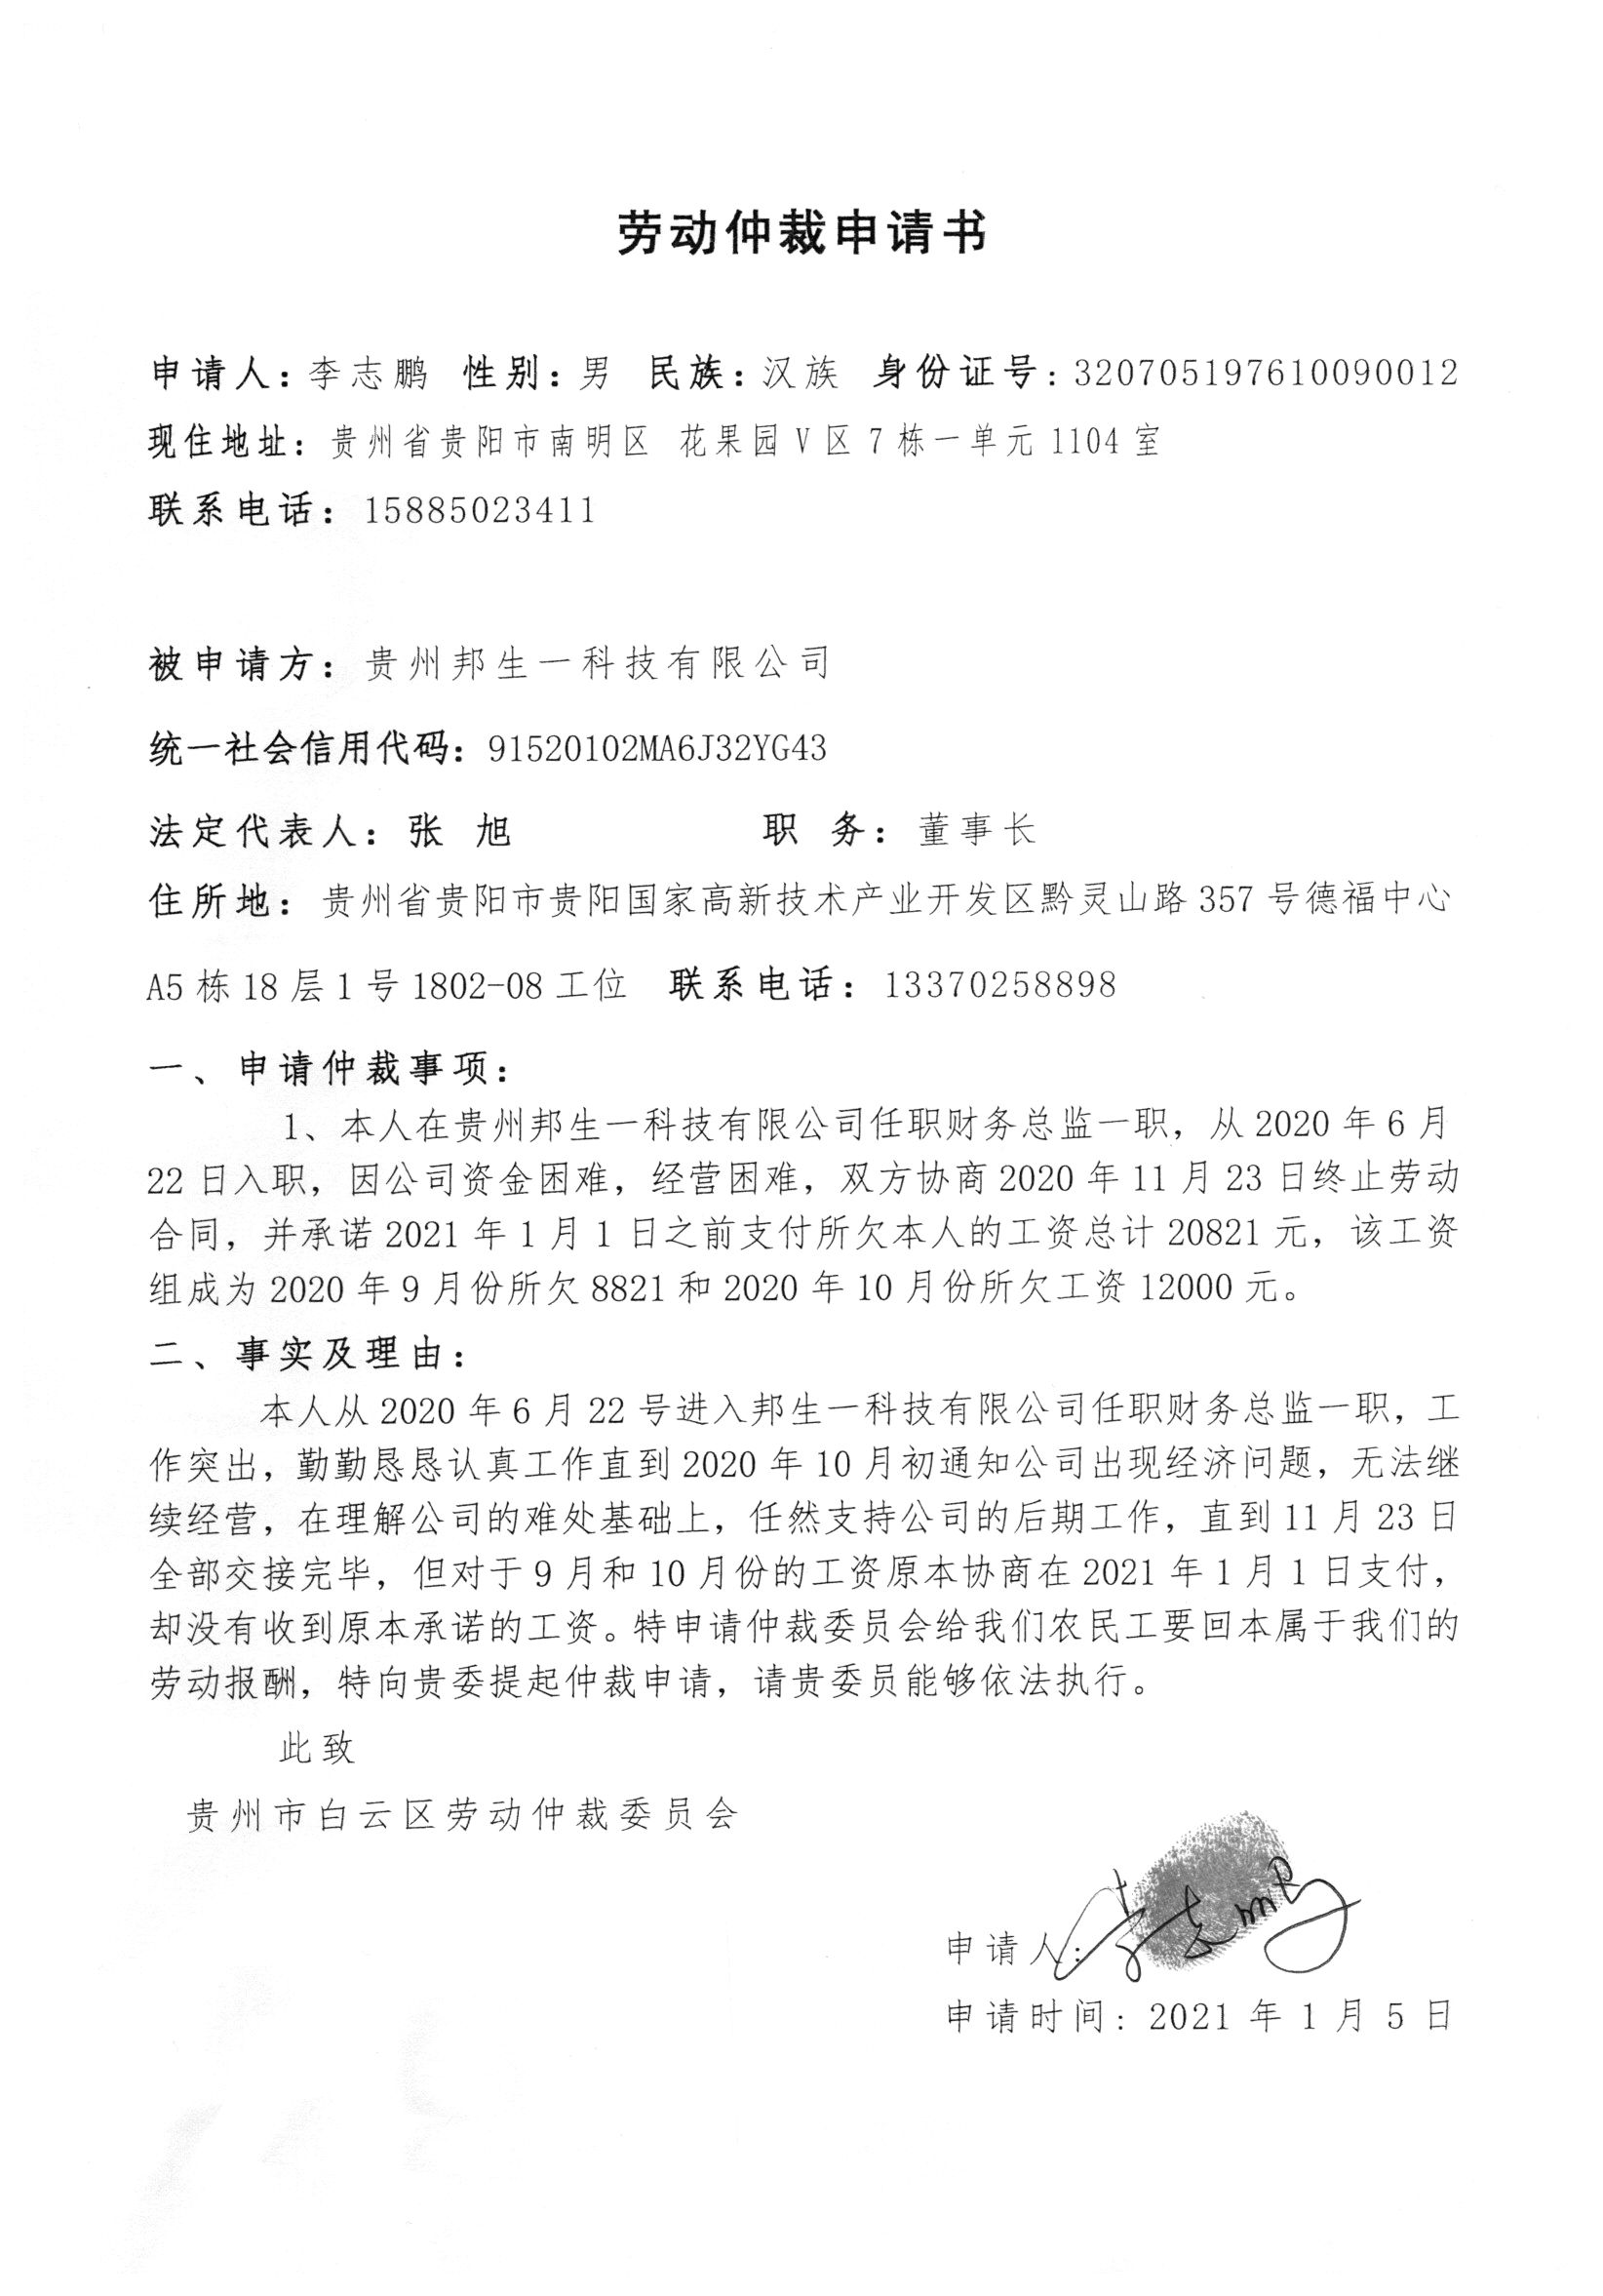 劳动仲裁申请书
申请人：李志鹏 性别：男 民族：汉族 身份证号：320705197610090012
现住地址：贵州省贵阳市南明区 花果园V区7栋一单元1104室
联系电话：15885023411
被申请方：贵州邦生一科技有限公司
统一社会信用代码：91520102MA6J32YG43
法定代表人：张 旭 职 务：董事长
住所地：贵州省贵阳市贵阳国家高新技术产业开发区黔灵山路357号德福中心
A5栋18层1号1802-08工位 联系电话：13370258898
一、申请仲裁事项：
1、本人在贵州邦生一科技有限公司任职财务总监一职，从2020年6月
22日入职，因公司资金困难，经营困难，双方协商2020年11月23日终止劳动
合同，并承诺2021年1月1日之前支付所欠本人的工资总计20821元，该工资
组成为2020年9月份所欠8821和2020年10月份所欠工资12000元。
二、事实及理由：
本人从2020年6月22号进入邦生一科技有限公司任职财务总监一职，工
作突出，勤勤恳恳认真工作直到2020年10月初通知公司出现经济问题，无法继
续经营，在理解公司的难处基础上，任然支持公司的后期工作，直到11月23日
全部交接完毕，但对于9月和10月份的工资原本协商在2021年1月1日支付，
却没有收到原本承诺的工资。特申请仲裁委员会给我们农民工要回本属于我们的
劳动报酬，特向贵委提起仲裁申请，请贵委员能够依法执行。
此致
贵州市白云区劳动仲裁委员会
申请人：李志鹏
申请时间：2021年1月5日